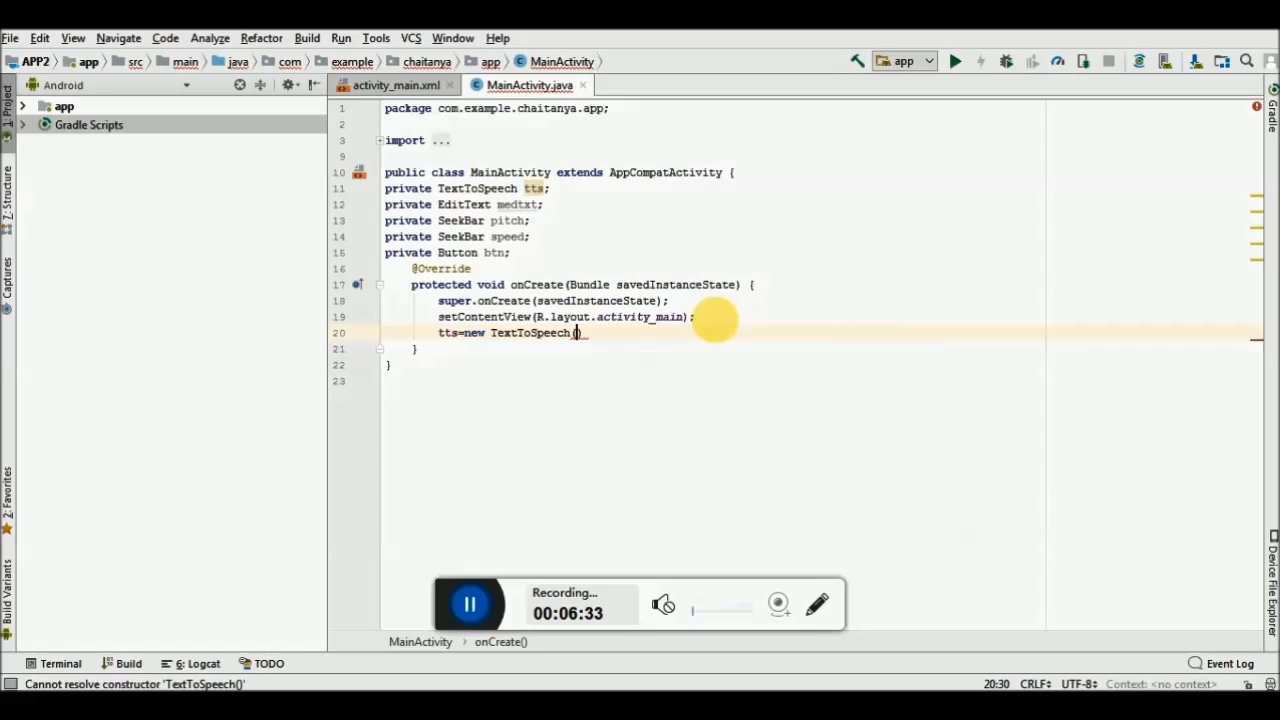 File Edit View Navigate Code Analyze Refactor Build Run Tools VCS Window Help
APP2 app src main java com example chaitanya app MainActivity app
Android activity_main.xml MainActivity.java
1: Project
Z: Structure
Captures
2: Favorites
Build Variants
app
Gradle Scripts
1 package com.example.chaitanya.app;
2
3 import ...
9
10 public class MainActivity extends AppCompatActivity {
11 private TextToSpeech tts;
12 private EditText medtxt;
13 private SeekBar pitch;
14 private SeekBar speed;
15 private Button btn;
16 @Override
17 protected void onCreate(Bundle savedInstanceState) {
18 super.onCreate(savedInstanceState);
19 setContentView(R.layout.activity_main);
20 tts=new TextToSpeech()
21 }
22 }
23
Gradle
Device File Explorer
Recording...
00:06:33
MainActivity onCreate()
Terminal Build 6: Logcat TODO Event Log
Cannot resolve constructor 'TextToSpeech()' 20:30 CRLF UTF-8 Context: <no context>